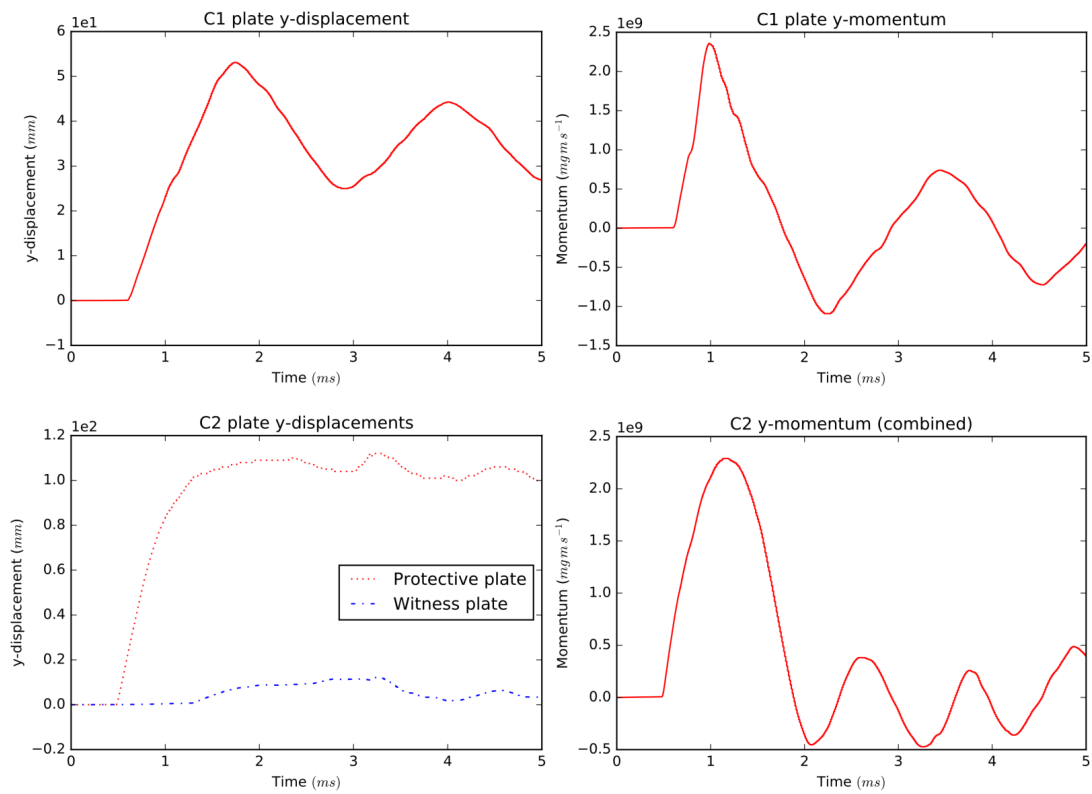 C1 plate y-displacement
1e1
6
5
4
3
2
1
0
−1
y-displacement (mm)
0 1 2 3 4 5
Time (ms)
C1 plate y-momentum
1e9
2.5
2.0
1.5
1.0
0.5
0.0
−0.5
−1.0
−1.5
Momentum (mg m s⁻¹)
0 1 2 3 4 5
Time (ms)
C2 plate y-displacements
1e2
1.2
1.0
0.8
0.6
0.4
0.2
0.0
−0.2
y-displacement (mm)
Protective plate
Witness plate
0 1 2 3 4 5
Time (ms)
C2 y-momentum (combined)
1e9
2.5
2.0
1.5
1.0
0.5
0.0
−0.5
Momentum (mg m s⁻¹)
0 1 2 3 4 5
Time (ms)